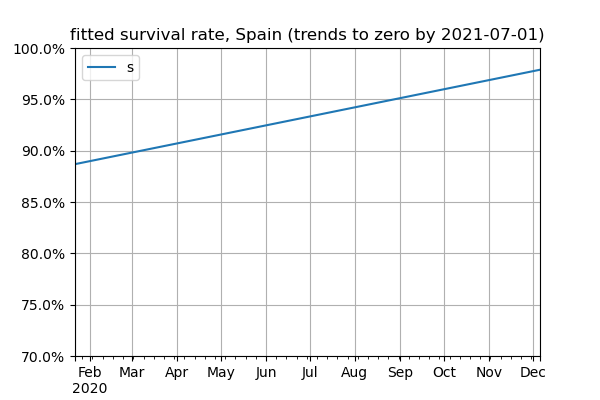 fitted survival rate, Spain (trends to zero by 2021-07-01)
100.0%
s
95.0%
90.0%
85.0%
80.0%
75.0%
70.0%
Feb Mar Apr May Jun Jul Aug Sep Oct Nov Dec
2020